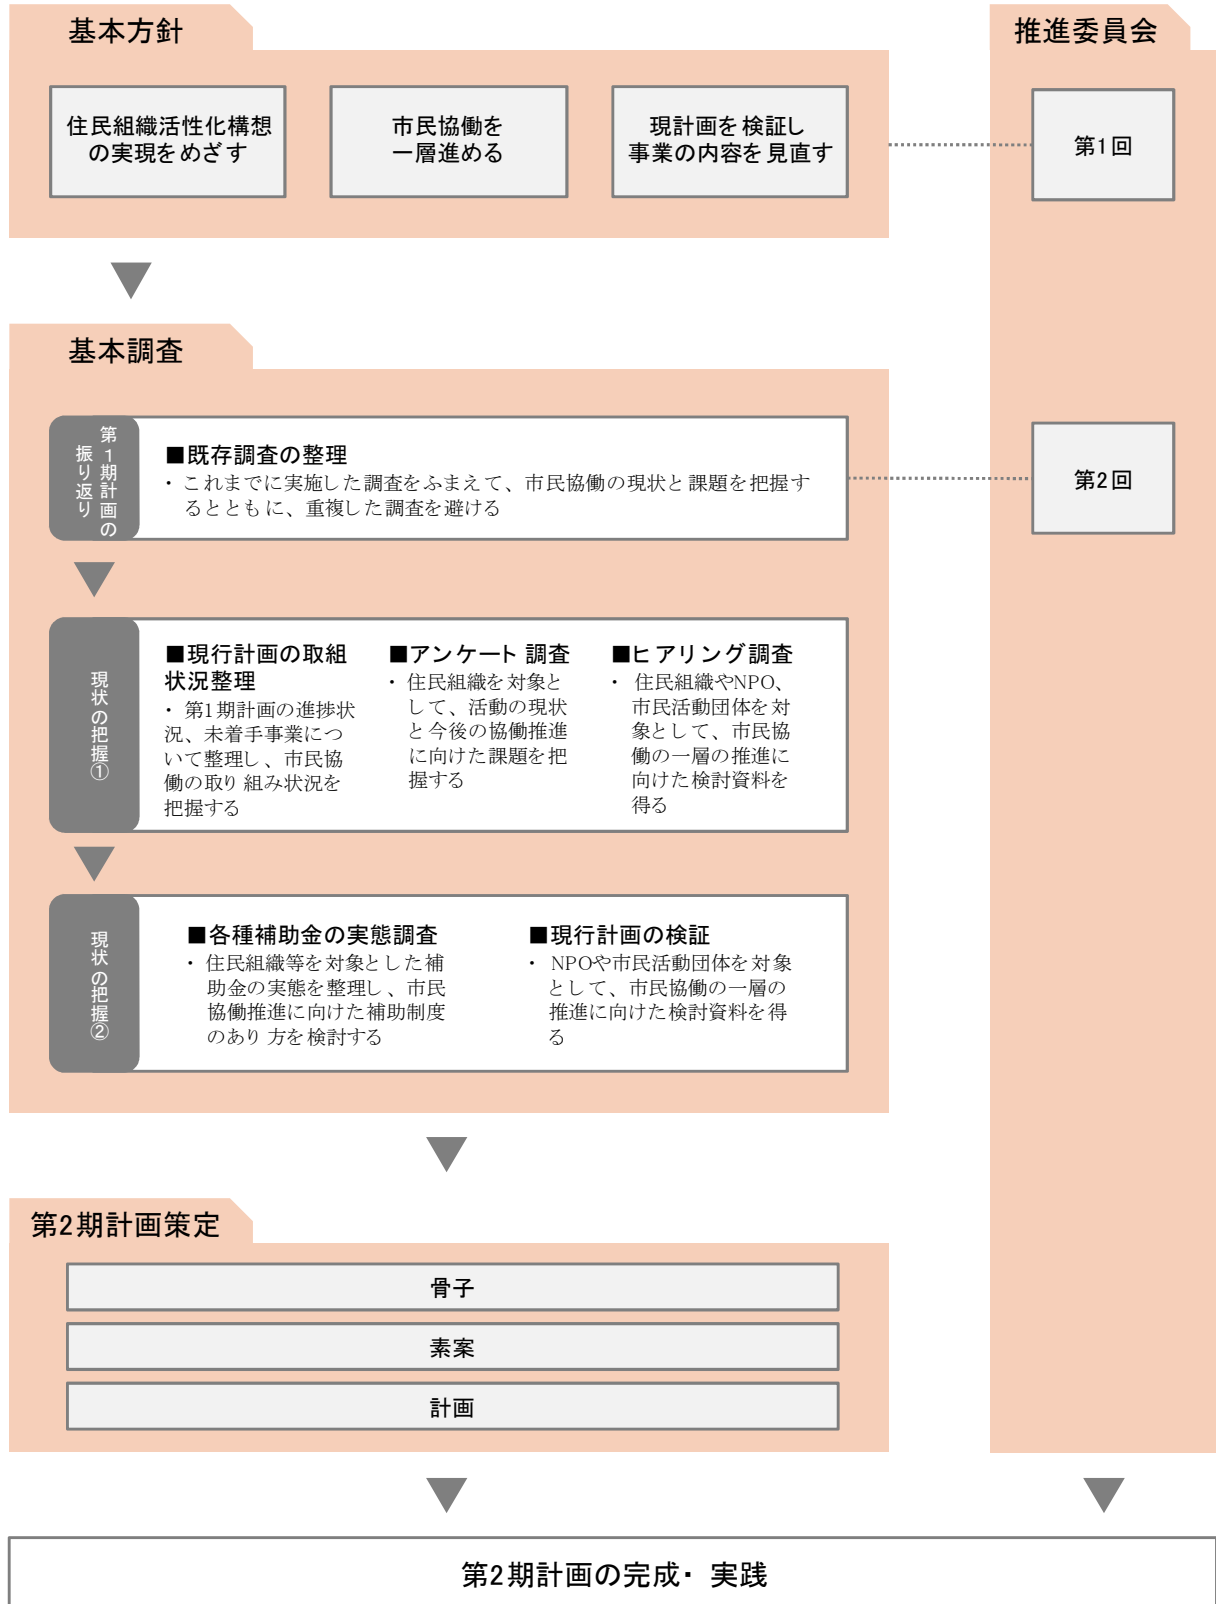 基本方針
住民組織活性化構想
の実現をめざす
市民協働を
一層進める
現計画を検証し
事業の内容を見直す
推進委員会
第1回
基本調査
第1期計画の
振り返り
■既存調査の整理
・これまでに実施した調査をふまえて、市民協働の現状と課題を把握す
るとともに、重複した調査を避ける
第2回
現状の把握①
■現行計画の取組
状況整理
・第1期計画の進捗状
況、未着手事業につ
いて整理し、市民協
働の取り組み状況を
把握する
■アンケート調査
・住民組織を対象と
して、活動の現状
と今後の協働推進
に向けた課題を把
握する
■ヒアリング調査
・住民組織やNPO、
市民活動団体を対
象として、市民協
働の一層の推進に
向けた検討資料を
得る
現状の把握②
■各種補助金の実態調査
・住民組織等を対象とした補
助金の実態を整理し、市民
協働推進に向けた補助制度
のあり方を検討する
■現行計画の検証
・NPOや市民活動団体を対象
として、市民協働の一層の
推進に向けた検討資料を得
る
第2期計画策定
骨子
素案
計画
第2期計画の完成・実践